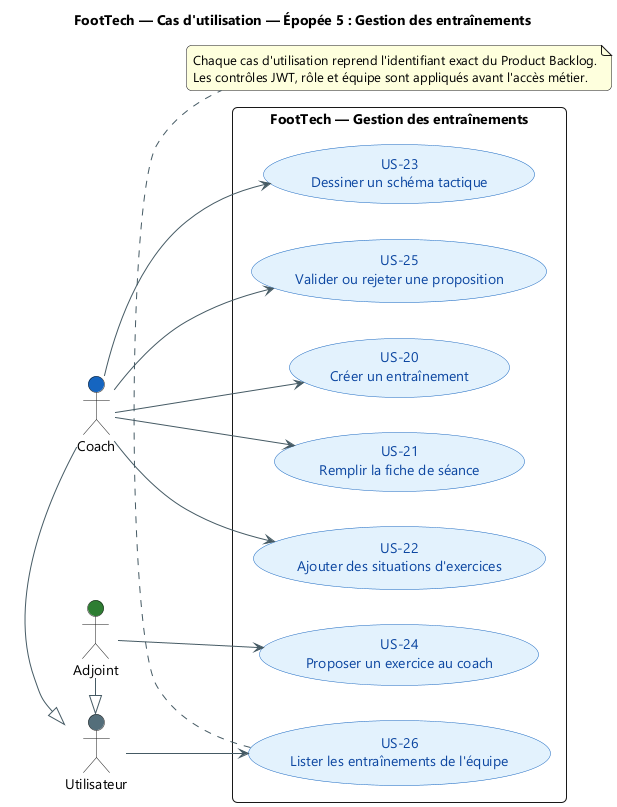 FootTech — Cas d'utilisation — Épopée 5 : Gestion des entraînements
Chaque cas d'utilisation reprend l'identifiant exact du Product Backlog.
Les contrôles JWT, rôle et équipe sont appliqués avant l'accès métier.
FootTech — Gestion des entraînements
US-23
Dessiner un schéma tactique
US-25
Valider ou rejeter une proposition
US-20
Créer un entraînement
Coach
US-21
Remplir la fiche de séance
US-22
Ajouter des situations d'exercices
US-24
Proposer un exercice au coach
Adjoint
US-26
Lister les entraînements de l'équipe
Utilisateur